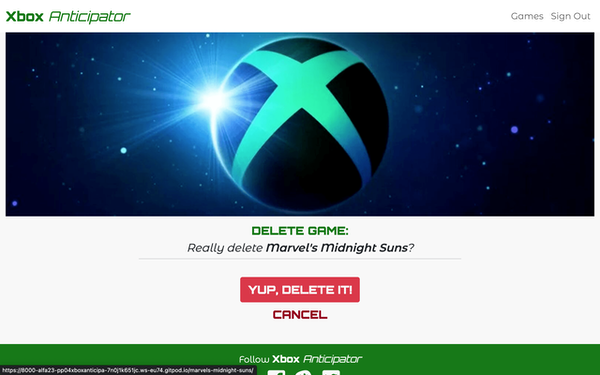 Xbox Anticipator
Games Sign Out
DELETE GAME:
Really delete Marvel's Midnight Suns?
YUP, DELETE IT!
CANCEL
Follow Xbox Anticipator
https://8000-alfa23-pp04xboxanticipa-7n0j1k651jc.ws-eu74.gitpod.io/marvels-midnight-suns/